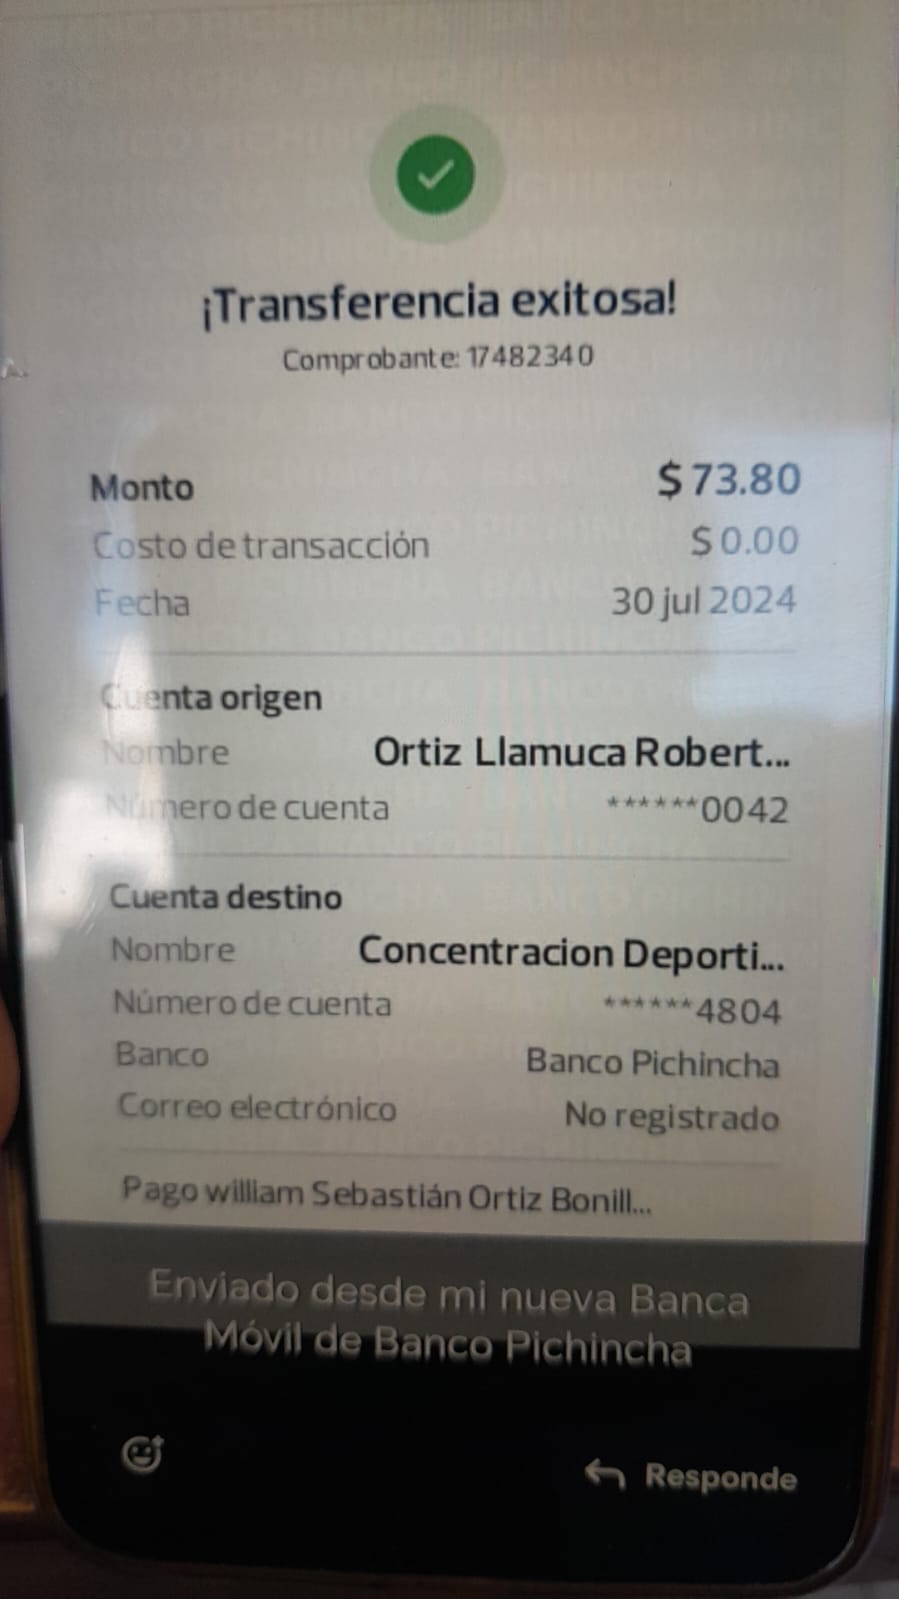 ¡Transferencia exitosa!
Comprobante: 17482340
Monto $ 73.80
Costo de transacción $ 0.00
Fecha 30 jul 2024
Cuenta origen
Nombre Ortiz Llamuca Robert...
Número de cuenta ******0042
Cuenta destino
Nombre Concentracion Deporti...
Número de cuenta ******4804
Banco Banco Pichincha
Correo electrónico No registrado
Pago william Sebastián Ortiz Bonill...
Enviado desde mi nueva Banca
Móvil de Banco Pichincha
Responde